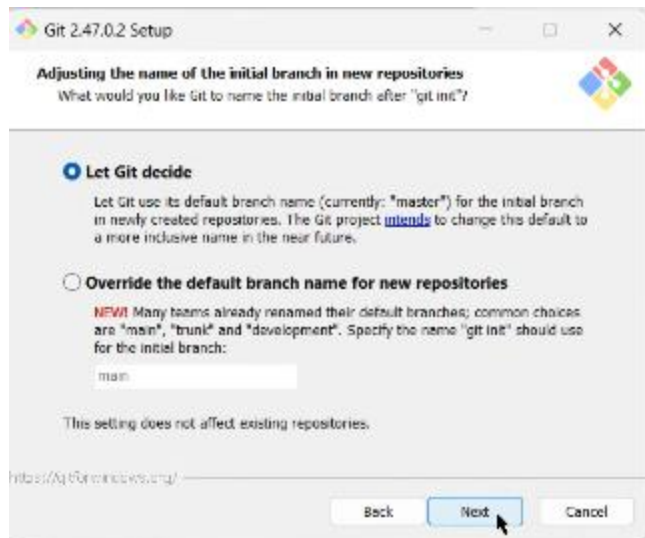 Git 2.47.0.2 Setup
Adjusting the name of the initial branch in new repositories
What would you like Git to name the initial branch after "git init"?
Let Git decide
Let Git use its default branch name (currently: "master") for the initial branch
in newly created repositories. The Git project intends to change this default to
a more inclusive name in the near future.
Override the default branch name for new repositories
NEW! Many teams already renamed their default branches; common choices
are "main", "trunk" and "development". Specify the name "git init" should use
for the initial branch:
main
This setting does not affect existing repositories.
https://gitforwindows.org/
Back
Next
Cancel